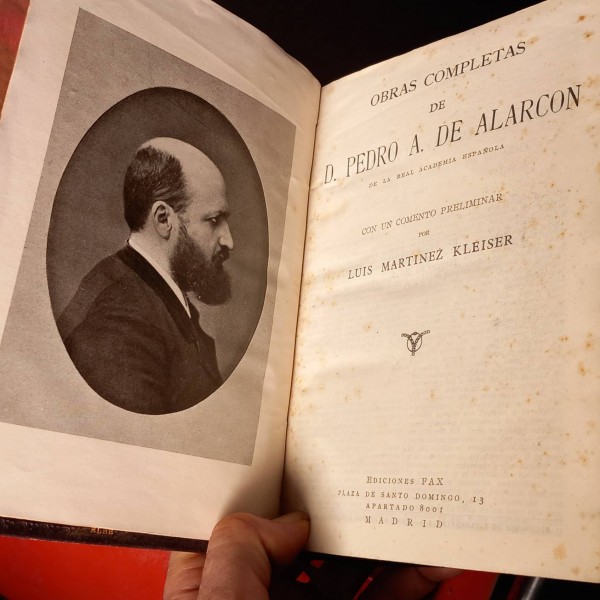 OBRAS COMPLETAS
DE
D. PEDRO A. DE ALARCON
DE LA REAL ACADEMIA ESPAÑOLA
CON UN COMENTO PRELIMINAR
POR
LUIS MARTINEZ KLEISER
EDICIONES FAX
PLAZA DE SANTO DOMINGO, 13
APARTADO 8001
MADRID